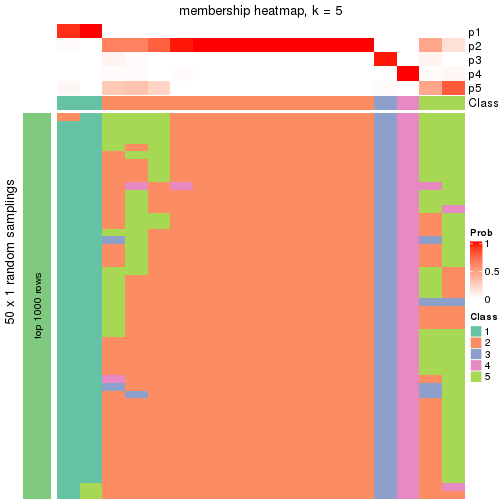 membership heatmap, k = 5
p1
p2
p3
p4
p5
Class
50 x 1 random samplings
top 1000 rows
Prob
1
0.5
0
Class
1
2
3
4
5